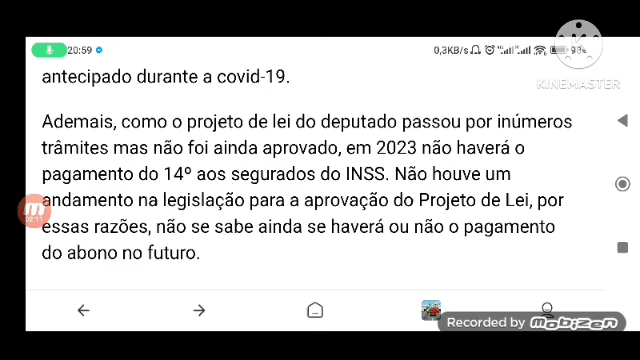 20:59
0,3KB/s
98%
KINEMASTER
antecipado durante a covid-19.
Ademais, como o projeto de lei do deputado passou por inúmeros
trâmites mas não foi ainda aprovado, em 2023 não haverá o
pagamento do 14º aos segurados do INSS. Não houve um
andamento na legislação para a aprovação do Projeto de Lei, por
02:11
essas razões, não se sabe ainda se haverá ou não o pagamento
do abono no futuro.
Recorded by mobizen